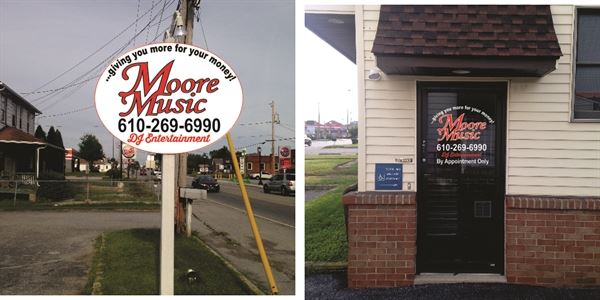 ...giving you more for your money!
Moore
Music
610-269-6990
DJ Entertainment
...giving you more for your money!
Moore
Music
610-269-6990
DJ Entertainment
By Appointment Only